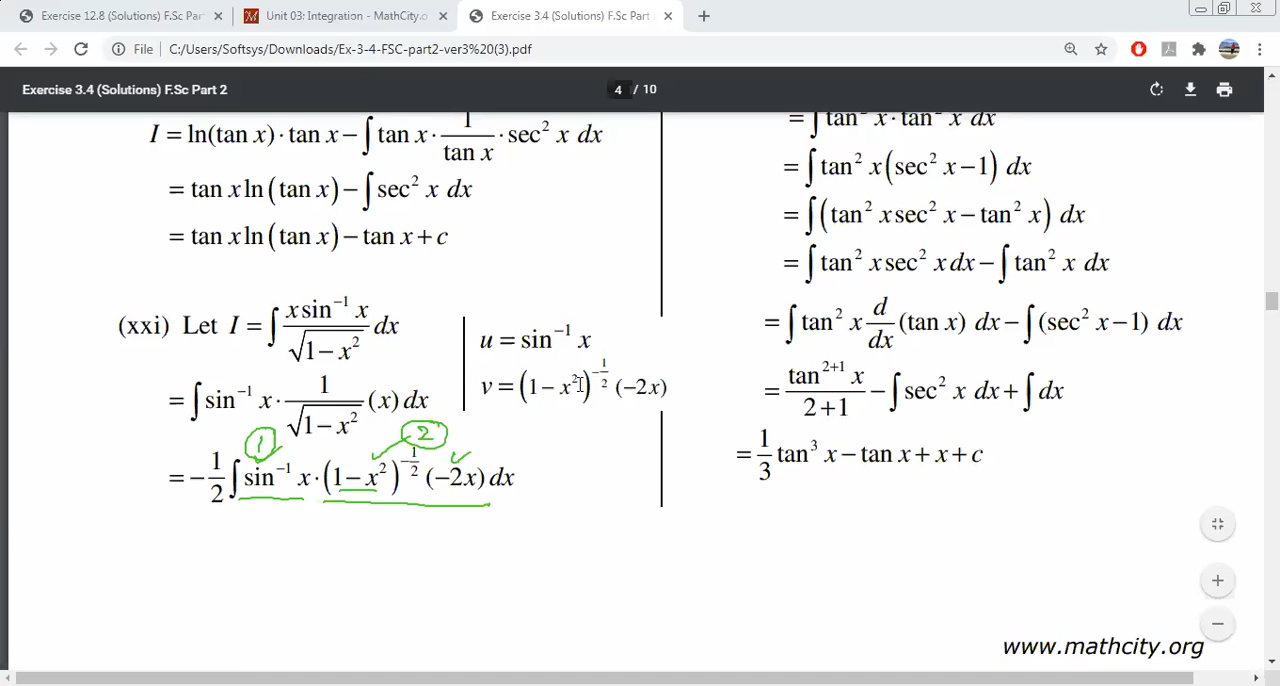 Exercise 12.8 (Solutions) F.Sc Par
Unit 03: Integration - MathCity.o
Exercise 3.4 (Solutions) F.Sc Part
File
C:/Users/Softsys/Downloads/Ex-3-4-FSC-part2-ver3%20(3).pdf
Exercise 3.4 (Solutions) F.Sc Part 2
4 / 10
I = ln(tan x)·tan x − ∫ tan x · 1/tan x · sec² x dx
= tan x ln(tan x) − ∫ sec² x dx
= tan x ln(tan x) − tan x + c
(xxi) Let I = ∫ x sin⁻¹ x / √(1−x²) dx
= ∫ sin⁻¹ x · 1/√(1−x²) (x) dx
1 2
= −1/2 ∫ sin⁻¹ x · (1−x²)^(−1/2) (−2x) dx
u = sin⁻¹ x
v = (1−x²)^(−1/2) (−2x)
= ∫ tan² x · tan² x dx
= ∫ tan² x (sec² x − 1) dx
= ∫ (tan² x sec² x − tan² x) dx
= ∫ tan² x sec² x dx − ∫ tan² x dx
= ∫ tan² x d/dx (tan x) dx − ∫ (sec² x − 1) dx
= tan²⁺¹ x / 2+1 − ∫ sec² x dx + ∫ dx
= 1/3 tan³ x − tan x + x + c
www.mathcity.org